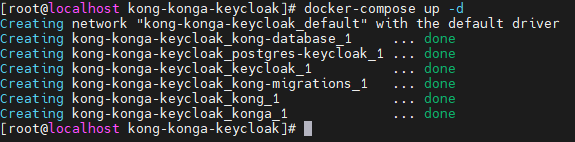 [root@localhost kong-konga-keycloak]# docker-compose up -d
Creating network "kong-konga-keycloak_default" with the default driver
Creating kong-konga-keycloak_kong-database_1     ... done
Creating kong-konga-keycloak_postgres-keycloak_1 ... done
Creating kong-konga-keycloak_keycloak_1          ... done
Creating kong-konga-keycloak_kong-migrations_1   ... done
Creating kong-konga-keycloak_kong_1              ... done
Creating kong-konga-keycloak_konga_1             ... done
[root@localhost kong-konga-keycloak]#